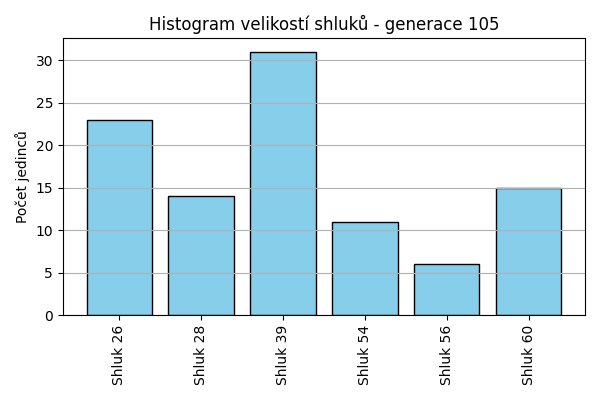 Histogram velikostí shluků - generace 105
Počet jedinců
30
25
20
15
10
5
0
Shluk 26
Shluk 28
Shluk 39
Shluk 54
Shluk 56
Shluk 60